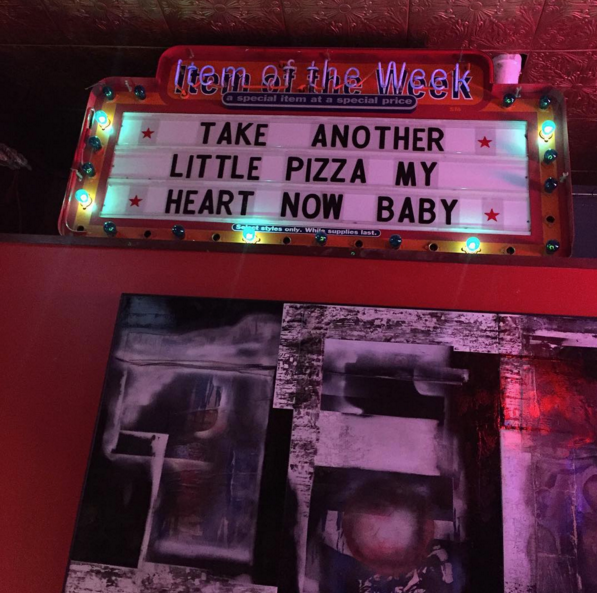 Item of the Week
a special item at a special price
TAKE ANOTHER
LITTLE PIZZA MY
HEART NOW BABY
Select styles only. While supplies last.